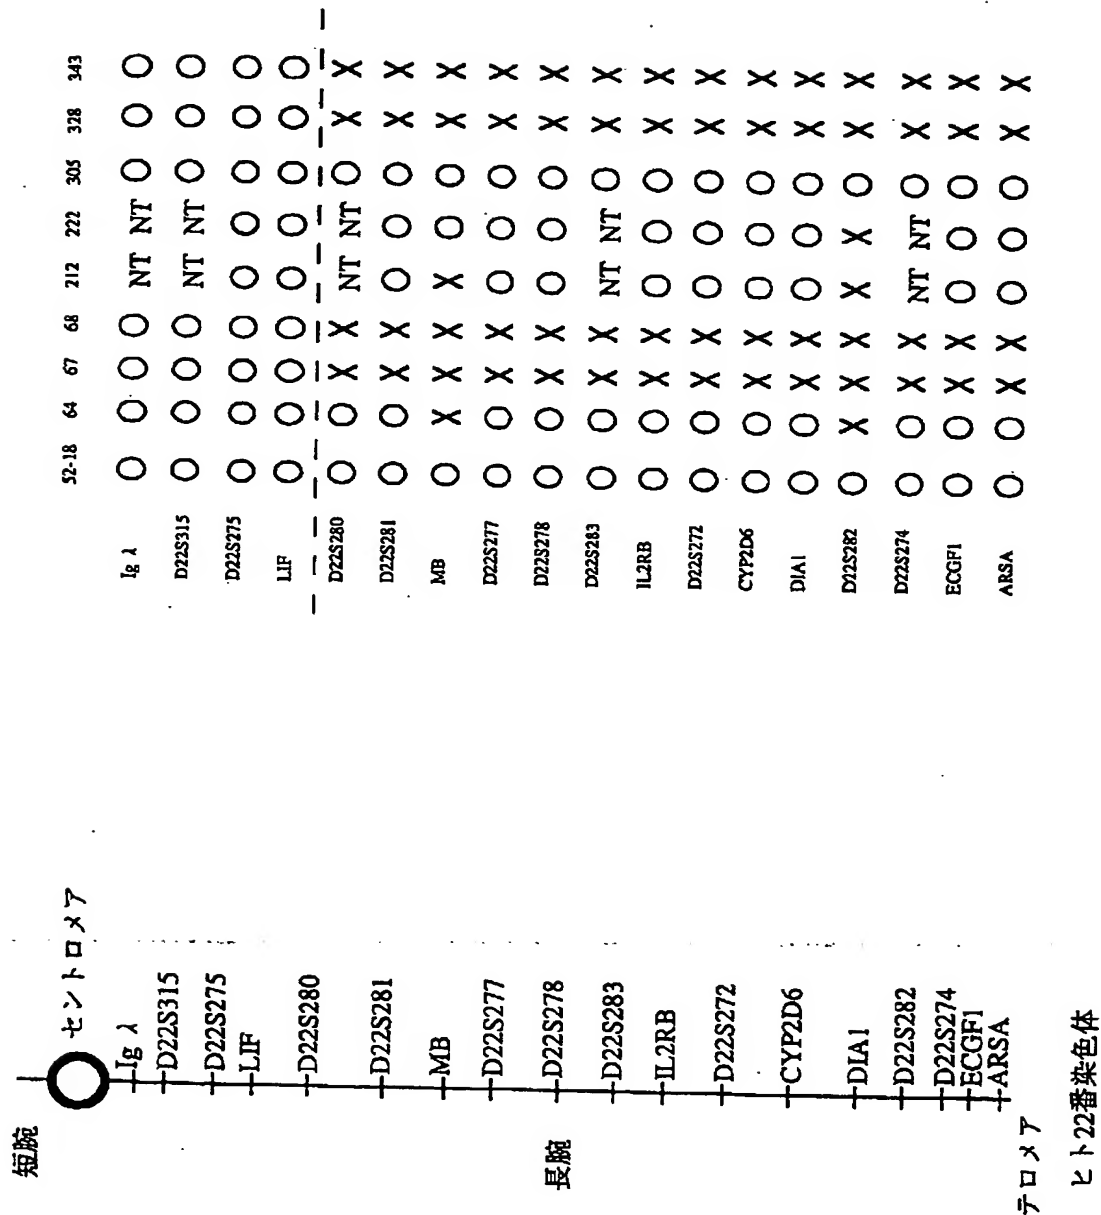 短腕
セントロメア
Ig λ
D22S315
D22S275
LIF
D22S280
D22S281
MB
D22S277
長腕
D22S278
D22S283
IL2RB
D22S272
CYP2D6
DIA1
D22S282
D22S274
ECGF1
ARSA
テロメア
ヒト22番染色体
52-18 64 67 68 212 222 305 328 343
Ig λ O O O O NT NT O O O
D22S315 O O O O NT NT O O O
D22S275 O O O O O O O O O
LIF O O O O O O O O O
D22S280 O O X X NT NT O X X
D22S281 O O X X O O O X X
MB O X X X X O O X X
D22S277 O O X X O O O X X
D22S278 O O X X O O O X X
D22S283 O O X X NT NT O X X
IL2RB O O X X O O O X X
D22S272 O O X X O O O X X
CYP2D6 O O X X O O O X X
DIA1 O O X X O O O X X
D22S282 O X X X X X O X X
D22S274 O O X X NT NT O X X
ECGF1 O O X X O O O X X
ARSA O O X X O O O X X